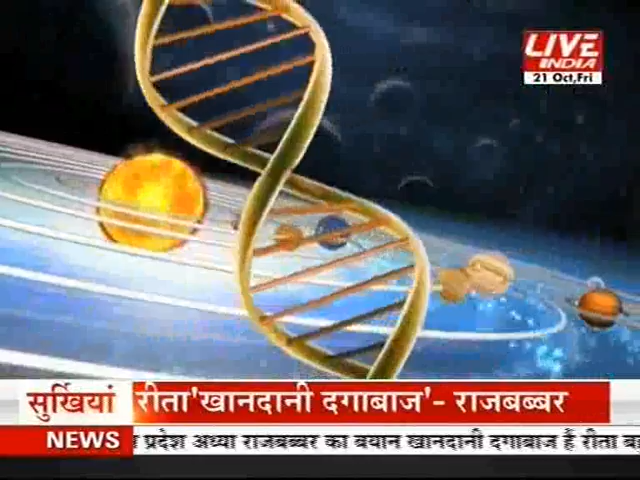 LIVE
INDIA
21 Oct,Fri
सुर्खियां रीता'खानदानी दगाबाज'- राजबब्बर
NEWS प्रदेश अध्या राजबब्बर का बयान खानदानी दगाबाज हैं रीता